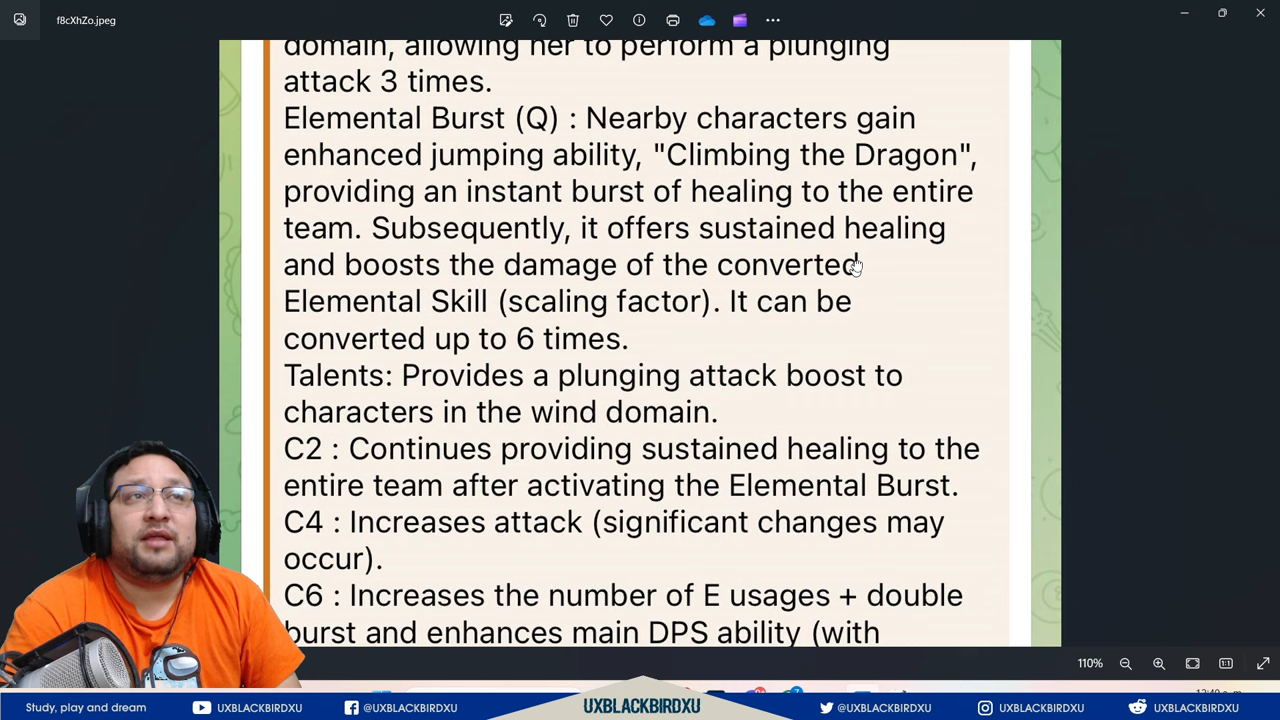 f8cXhZo.jpeg
domain, allowing her to perform a plunging
attack 3 times.
Elemental Burst (Q) : Nearby characters gain
enhanced jumping ability, "Climbing the Dragon",
providing an instant burst of healing to the entire
team. Subsequently, it offers sustained healing
and boosts the damage of the converted
Elemental Skill (scaling factor). It can be
converted up to 6 times.
Talents: Provides a plunging attack boost to
characters in the wind domain.
C2 : Continues providing sustained healing to the
entire team after activating the Elemental Burst.
C4 : Increases attack (significant changes may
occur).
C6 : Increases the number of E usages + double
burst and enhances main DPS ability (with
110%
Study, play and dream
UXBLACKBIRDXU
@UXBLACKBIRDXU
UXBLACKBIRDXU
@UXBLACKBIRDXU
UXBLACKBIRDXU
UXBLACKBIRDXU